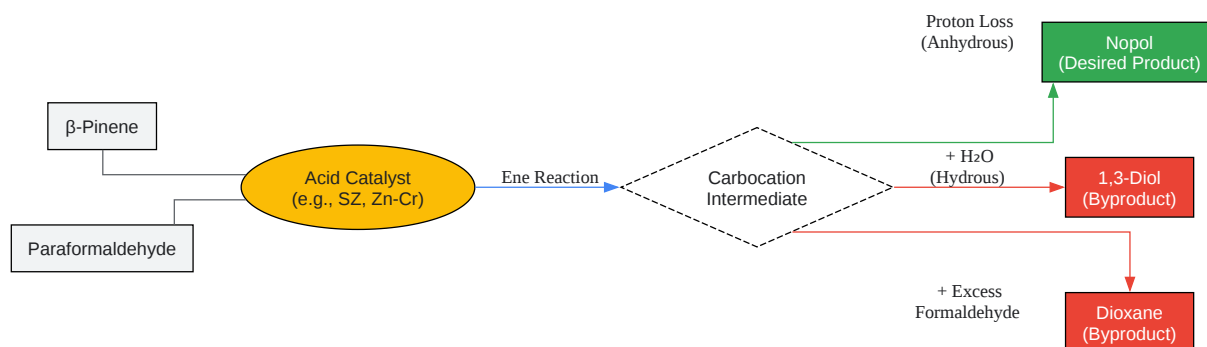 β-Pinene
Paraformaldehyde
Acid Catalyst
(e.g., SZ, Zn-Cr)
Ene Reaction
Carbocation
Intermediate
Proton Loss
(Anhydrous)
Nopol
(Desired Product)
+ H₂O
(Hydrous)
1,3-Diol
(Byproduct)
+ Excess
Formaldehyde
Dioxane
(Byproduct)